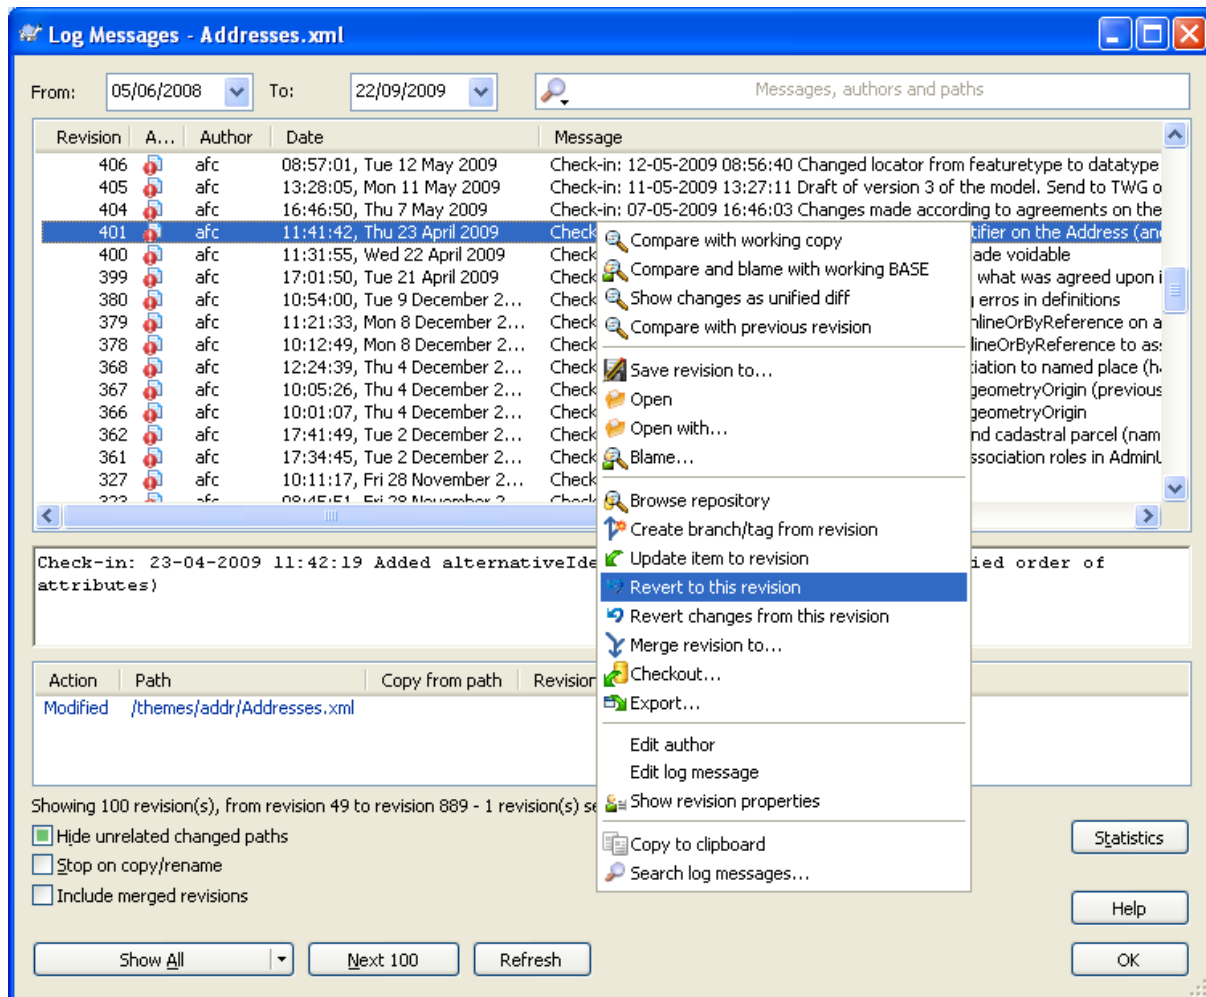 Log Messages - Addresses.xml
From: 05/06/2008 To: 22/09/2009 Messages, authors and paths
Revision A... Author Date Message
406 afc 08:57:01, Tue 12 May 2009 Check-in: 12-05-2009 08:56:40 Changed locator from featuretype to datatype
405 afc 13:28:05, Mon 11 May 2009 Check-in: 11-05-2009 13:27:11 Draft of version 3 of the model. Send to TWG o
404 afc 16:46:50, Thu 7 May 2009 Check-in: 07-05-2009 16:46:03 Changes made according to agreements on the
401 afc 11:41:42, Thu 23 April 2009 Check tifier on the Address (an
400 afc 11:31:55, Wed 22 April 2009 Check ade voidable
399 afc 17:01:50, Tue 21 April 2009 Check what was agreed upon i
380 afc 10:54:00, Tue 9 December 2... Check erros in definitions
379 afc 11:21:33, Mon 8 December 2... Check nlineOrByReference on a
378 afc 10:12:49, Mon 8 December 2... Check lineOrByReference to as
368 afc 12:24:39, Thu 4 December 2... Check iation to named place (h
367 afc 10:05:26, Thu 4 December 2... Check geometryOrigin (previous
366 afc 10:01:07, Thu 4 December 2... Check geometryOrigin
362 afc 17:41:49, Tue 2 December 2... Check nd cadastral parcel (nam
361 afc 17:34:45, Tue 2 December 2... Check ssociation roles in AdminU
327 afc 10:11:17, Fri 28 November 2... Check
323 afc 08:45:51, Fri 28 November 2 Check
Compare with working copy
Compare and blame with working BASE
Show changes as unified diff
Compare with previous revision
Save revision to...
Open
Open with...
Blame...
Browse repository
Create branch/tag from revision
Update item to revision
Revert to this revision
Revert changes from this revision
Merge revision to...
Checkout...
Export...
Edit author
Edit log message
Show revision properties
Copy to clipboard
Search log messages...
Check-in: 23-04-2009 11:42:19 Added alternativeIde ied order of
attributes)
Action Path Copy from path Revision
Modified /themes/addr/Addresses.xml
Showing 100 revision(s), from revision 49 to revision 889 - 1 revision(s) se
Hide unrelated changed paths
Stop on copy/rename
Include merged revisions
Statistics
Help
Show All Next 100 Refresh OK